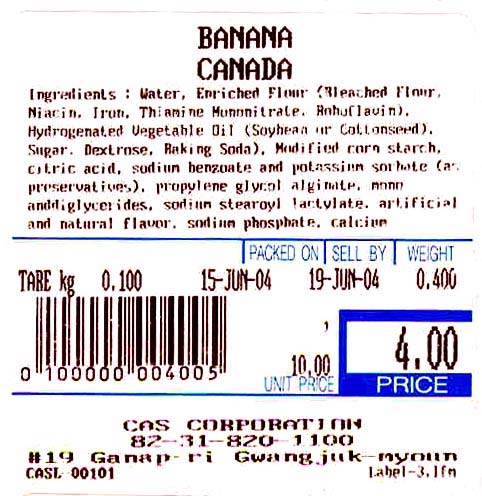 BANANA
CANADA
Ingredients : Water, Enriched Flour (Bleached Flour,
Niacin, Iron, Thiamine Mononitrate, Rohoflavin),
Hydrogenated Vegetable Oil (Soybean or Cottonseed),
Sugar, Dextrose, Baking Soda), Modified corn starch,
citric acid, sodium benzoate and potassium sorbate (as
preservatives), propylene glycol alginate, mono
anddiglycerides, sodium stearoyl lactylate, artificial
and natural flavor, sodium phosphate, calcium
PACKED ON SELL BY WEIGHT
TARE kg 0.100 15-JUN-04 19-JUN-04 0.400
0 100000 004005
10.00 4.00
UNIT PRICE PRICE
CAS CORPORATION
82-31-820-1100
#19 Ganap-ri Gwangjuk-myoun
CASL-00101 Label-3.lfm